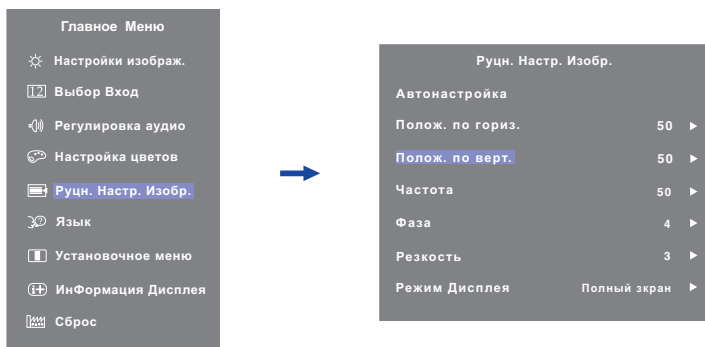 Главное Меню
Настройки изображ.
12 Выбор Вход
Регулировка аудио
Настройка цветов
Руцн. Настр. Изобр.
Язык
Установочное меню
ИнФормация Дисплея
Сброс
Руцн. Настр. Изобр.
Автонастройка
Полож. по гориз. 50
Полож. по верт. 50
Частота 50
Фаза 4
Резкость 3
Режим Дисплея Полный зкран